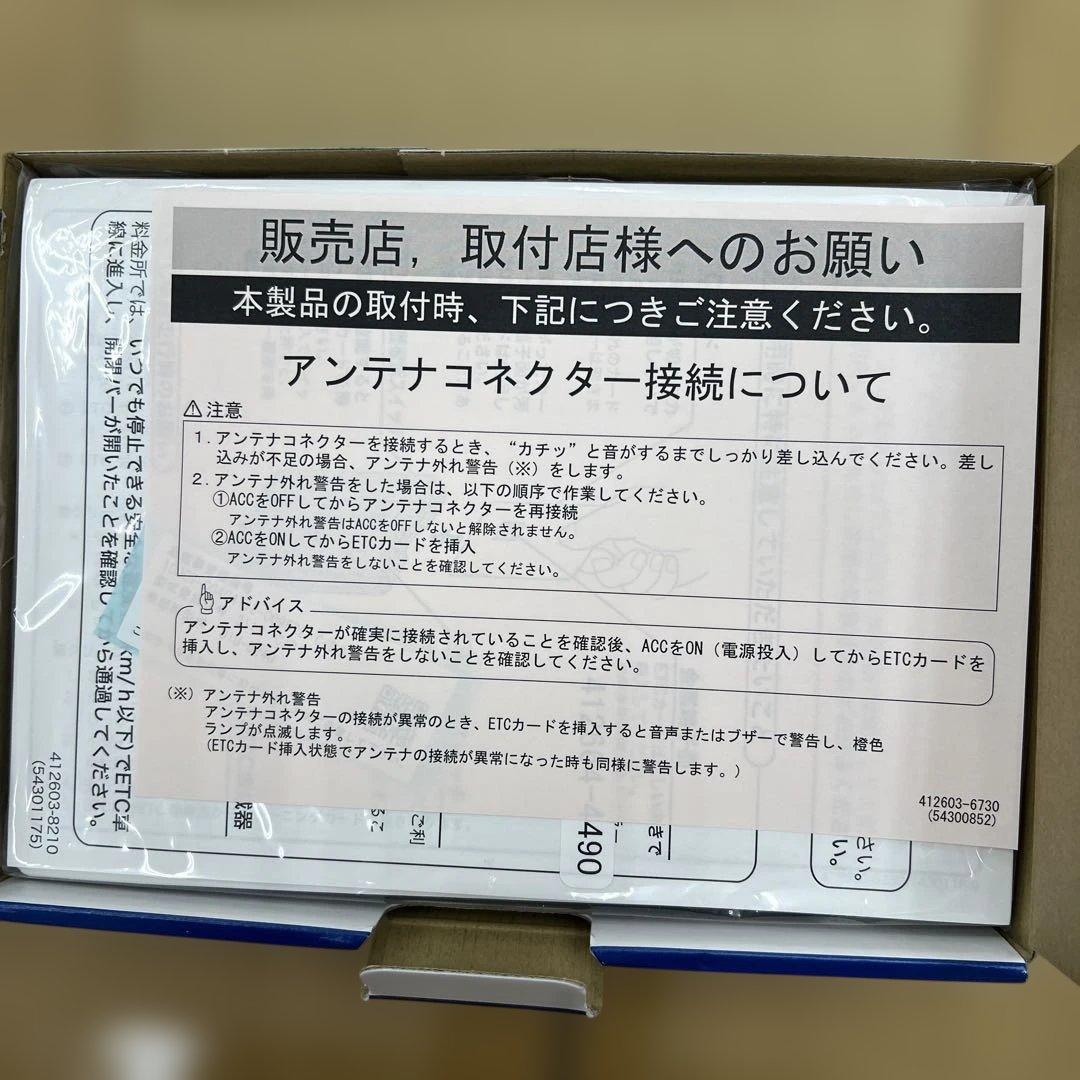 販売店，取付店様へのお願い
本製品の取付時、下記につきご注意ください。
アンテナコネクター接続について
⚠注意
１．アンテナコネクターを接続するとき、“カチッ”と音がするまでしっかり差し込んでください。差し
込みが不足の場合、アンテナ外れ警告（※）をします。
２．アンテナ外れ警告をした場合は、以下の順序で作業してください。
①ACCをOFFしてからアンテナコネクターを再接続
アンテナ外れ警告はACCをOFFしないと解除されません。
②ACCをONしてからETCカードを挿入
アンテナ外れ警告をしないことを確認してください。
アドバイス
アンテナコネクターが確実に接続されていることを確認後、ACCをON（電源投入）してからETCカードを
挿入し、アンテナ外れ警告をしないことを確認してください。
（※）アンテナ外れ警告
アンテナコネクターの接続が異常のとき、ETCカードを挿入すると音声またはブザーで警告し、橙色
ランプが点滅します。
(ETCカード挿入状態でアンテナの接続が異常になった時も同様に警告します。)
412603-6730
(54300852)
料金所では、いつでも停止できる安全な
km/h以下)でETC車
線に進入し、開閉バーが開いたことを確認し
から通過してください。
412603-8210
(54301175)
ご利
490
きで
さい。
い。